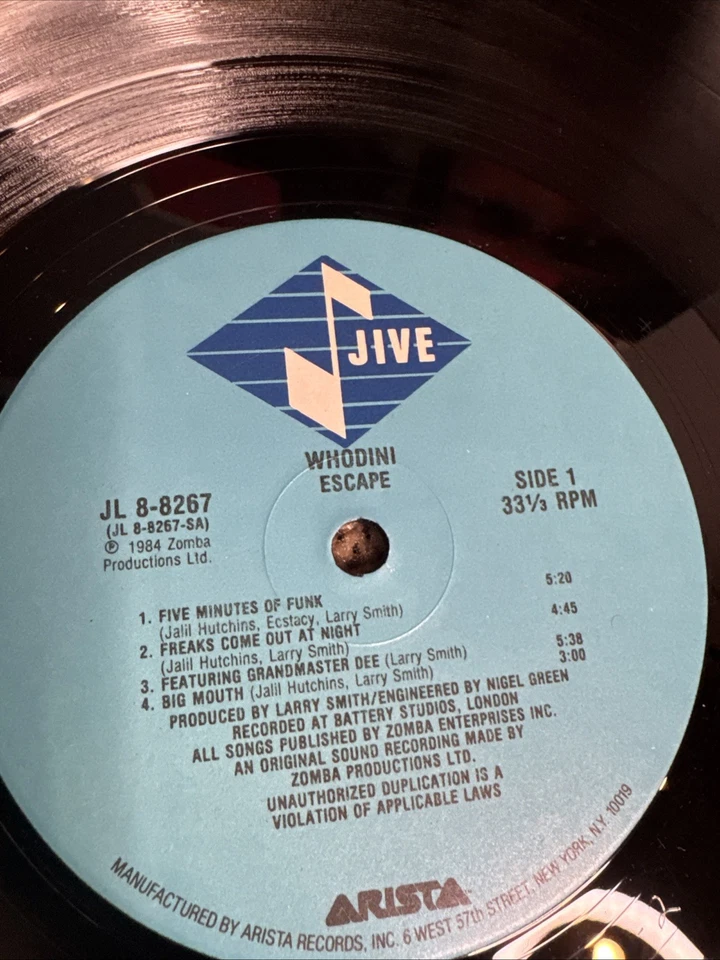 JIVE
WHODINI
ESCAPE
JL 8-8267
(JL 8-8267-SA)
℗ 1984 Zomba
Productions Ltd.
SIDE 1
33⅓ RPM
1. FIVE MINUTES OF FUNK 5:20
(Jalil Hutchins, Ecstacy, Larry Smith)
2. FREAKS COME OUT AT NIGHT 4:45
(Jalil Hutchins, Larry Smith)
3. FEATURING GRANDMASTER DEE (Larry Smith) 5:38
4. BIG MOUTH (Jalil Hutchins, Larry Smith) 3:00
PRODUCED BY LARRY SMITH/ENGINEERED BY NIGEL GREEN
RECORDED AT BATTERY STUDIOS, LONDON
ALL SONGS PUBLISHED BY ZOMBA ENTERPRISES INC.
AN ORIGINAL SOUND RECORDING MADE BY
ZOMBA PRODUCTIONS LTD.
UNAUTHORIZED DUPLICATION IS A
VIOLATION OF APPLICABLE LAWS
ARISTA
MANUFACTURED BY ARISTA RECORDS, INC. 6 WEST 57th STREET, NEW YORK, N.Y. 10019